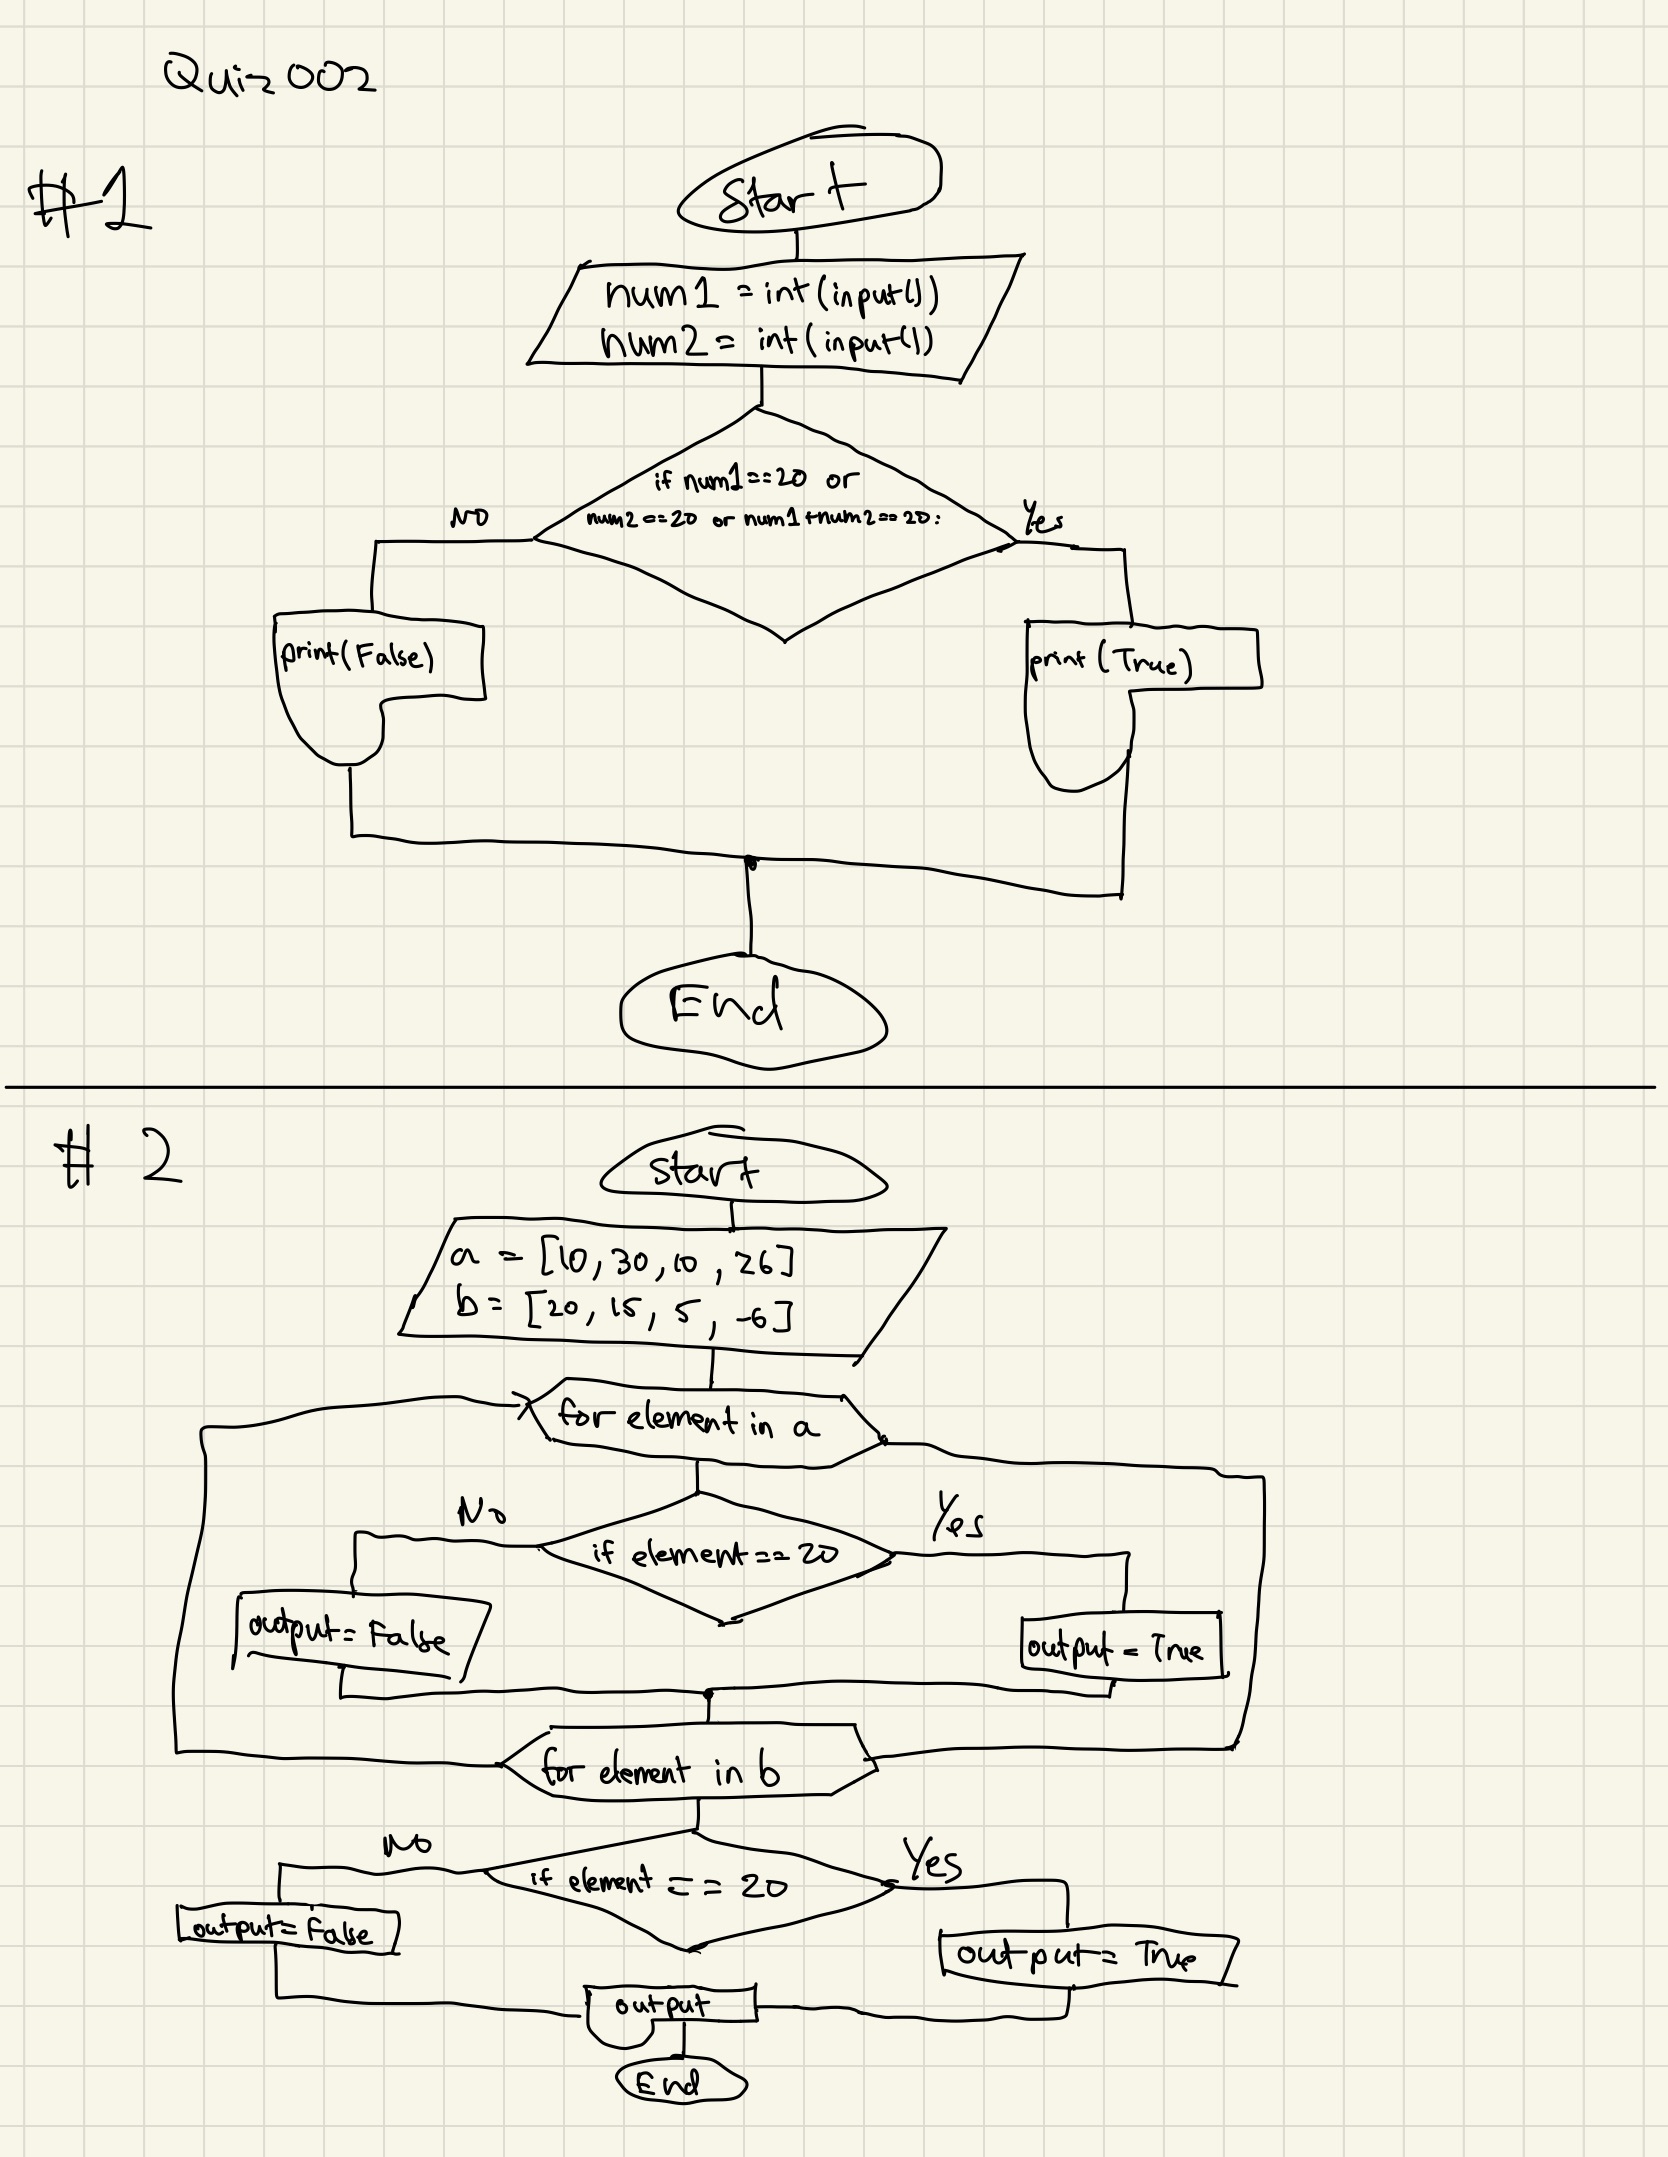 Quiz 002
#1
Start
num1 = int(input())
num2 = int(input())
if num1==20 or
num2==20 or num1+num2==20:
NO
Yes
print(False)
print(True)
End
# 2
Start
a = [10, 30, 10, 26]
b = [20, 15, 5, -6]
for element in a
No
Yes
if element == 20
output = False
output = True
for element in b
No
Yes
if element == 20
output = False
output = True
output
End